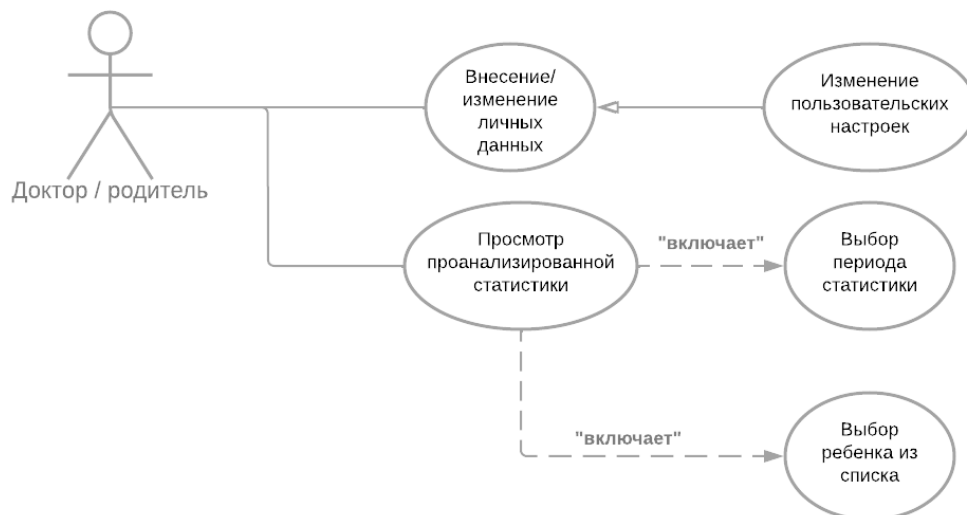 Внесение/
изменение
личных
данных
Изменение
пользовательских
настроек
Доктор / родитель
Просмотр
проанализированной
статистики
"включает"
Выбор
периода
статистики
"включает"
Выбор
ребенка из
списка